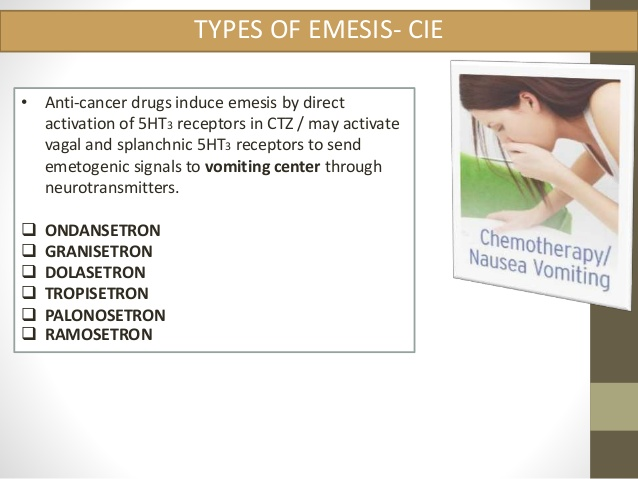 TYPES OF EMESIS- CIE
• Anti-cancer drugs induce emesis by direct
activation of 5HT₃ receptors in CTZ / may activate
vagal and splanchnic 5HT₃ receptors to send
emetogenic signals to vomiting center through
neurotransmitters.
❑ ONDANSETRON
❑ GRANISETRON
❑ DOLASETRON
❑ TROPISETRON
❑ PALONOSETRON
❑ RAMOSETRON
Chemotherapy/
Nausea Vomiting